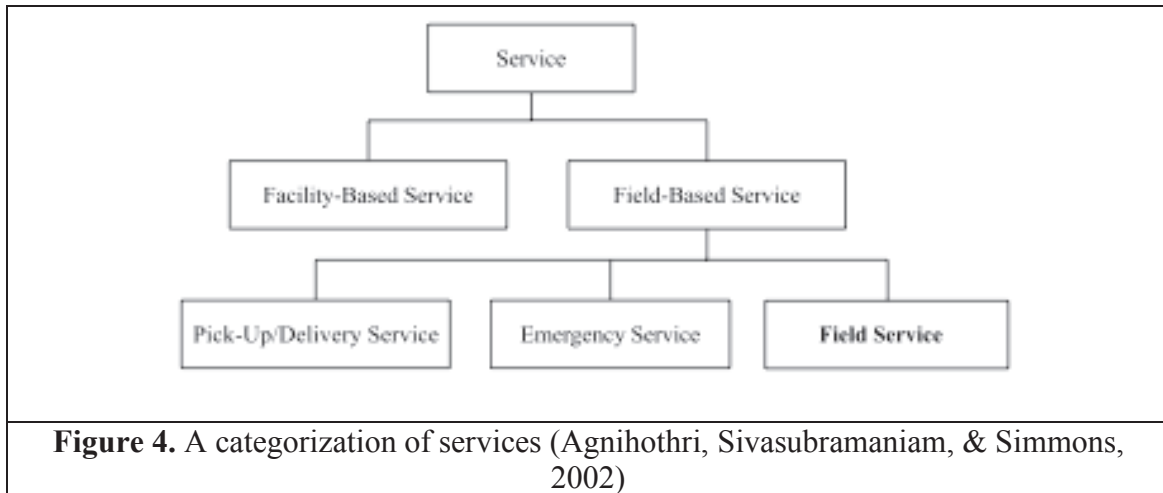 Service
Facility-Based Service
Field-Based Service
Pick-Up/Delivery Service
Emergency Service
Field Service
Figure 4. A categorization of services (Agnihothri, Sivasubramaniam, & Simmons,
2002)